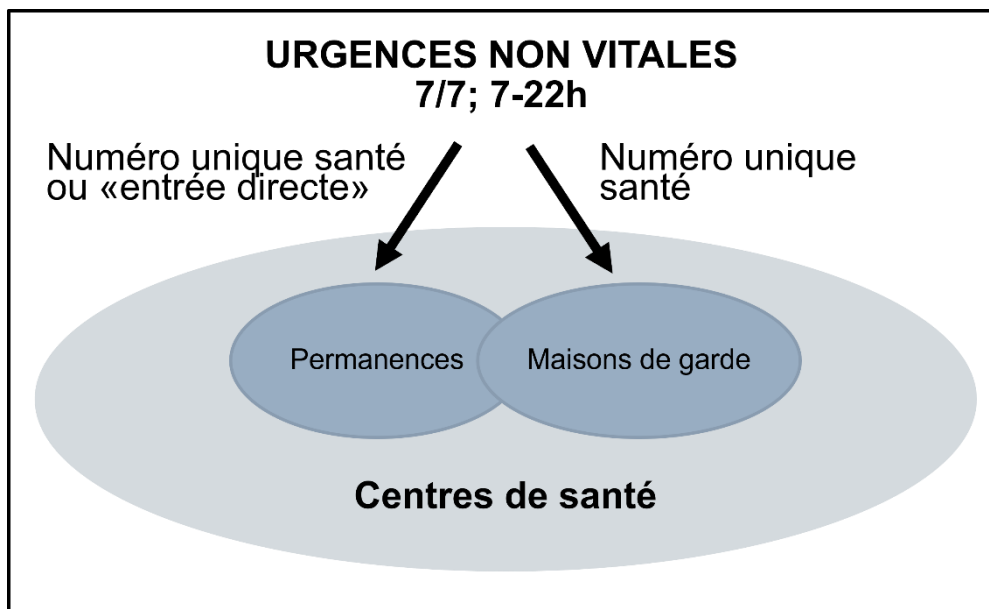 URGENCES NON VITALES
7/7; 7-22h
Numéro unique santé
ou «entrée directe»
Numéro unique
santé
Permanences
Maisons de garde
Centres de santé